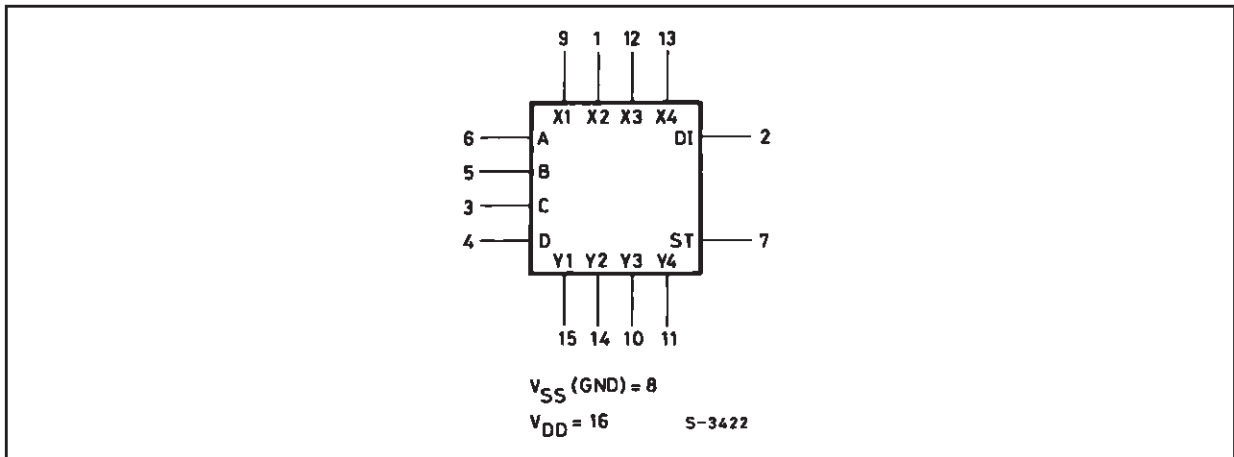 9 1 12 13
X1 X2 X3 X4
6 A DI 2
5 B
3 C
4 D ST 7
Y1 Y2 Y3 Y4
15 14 10 11
VSS (GND) = 8
VDD = 16 S-3422